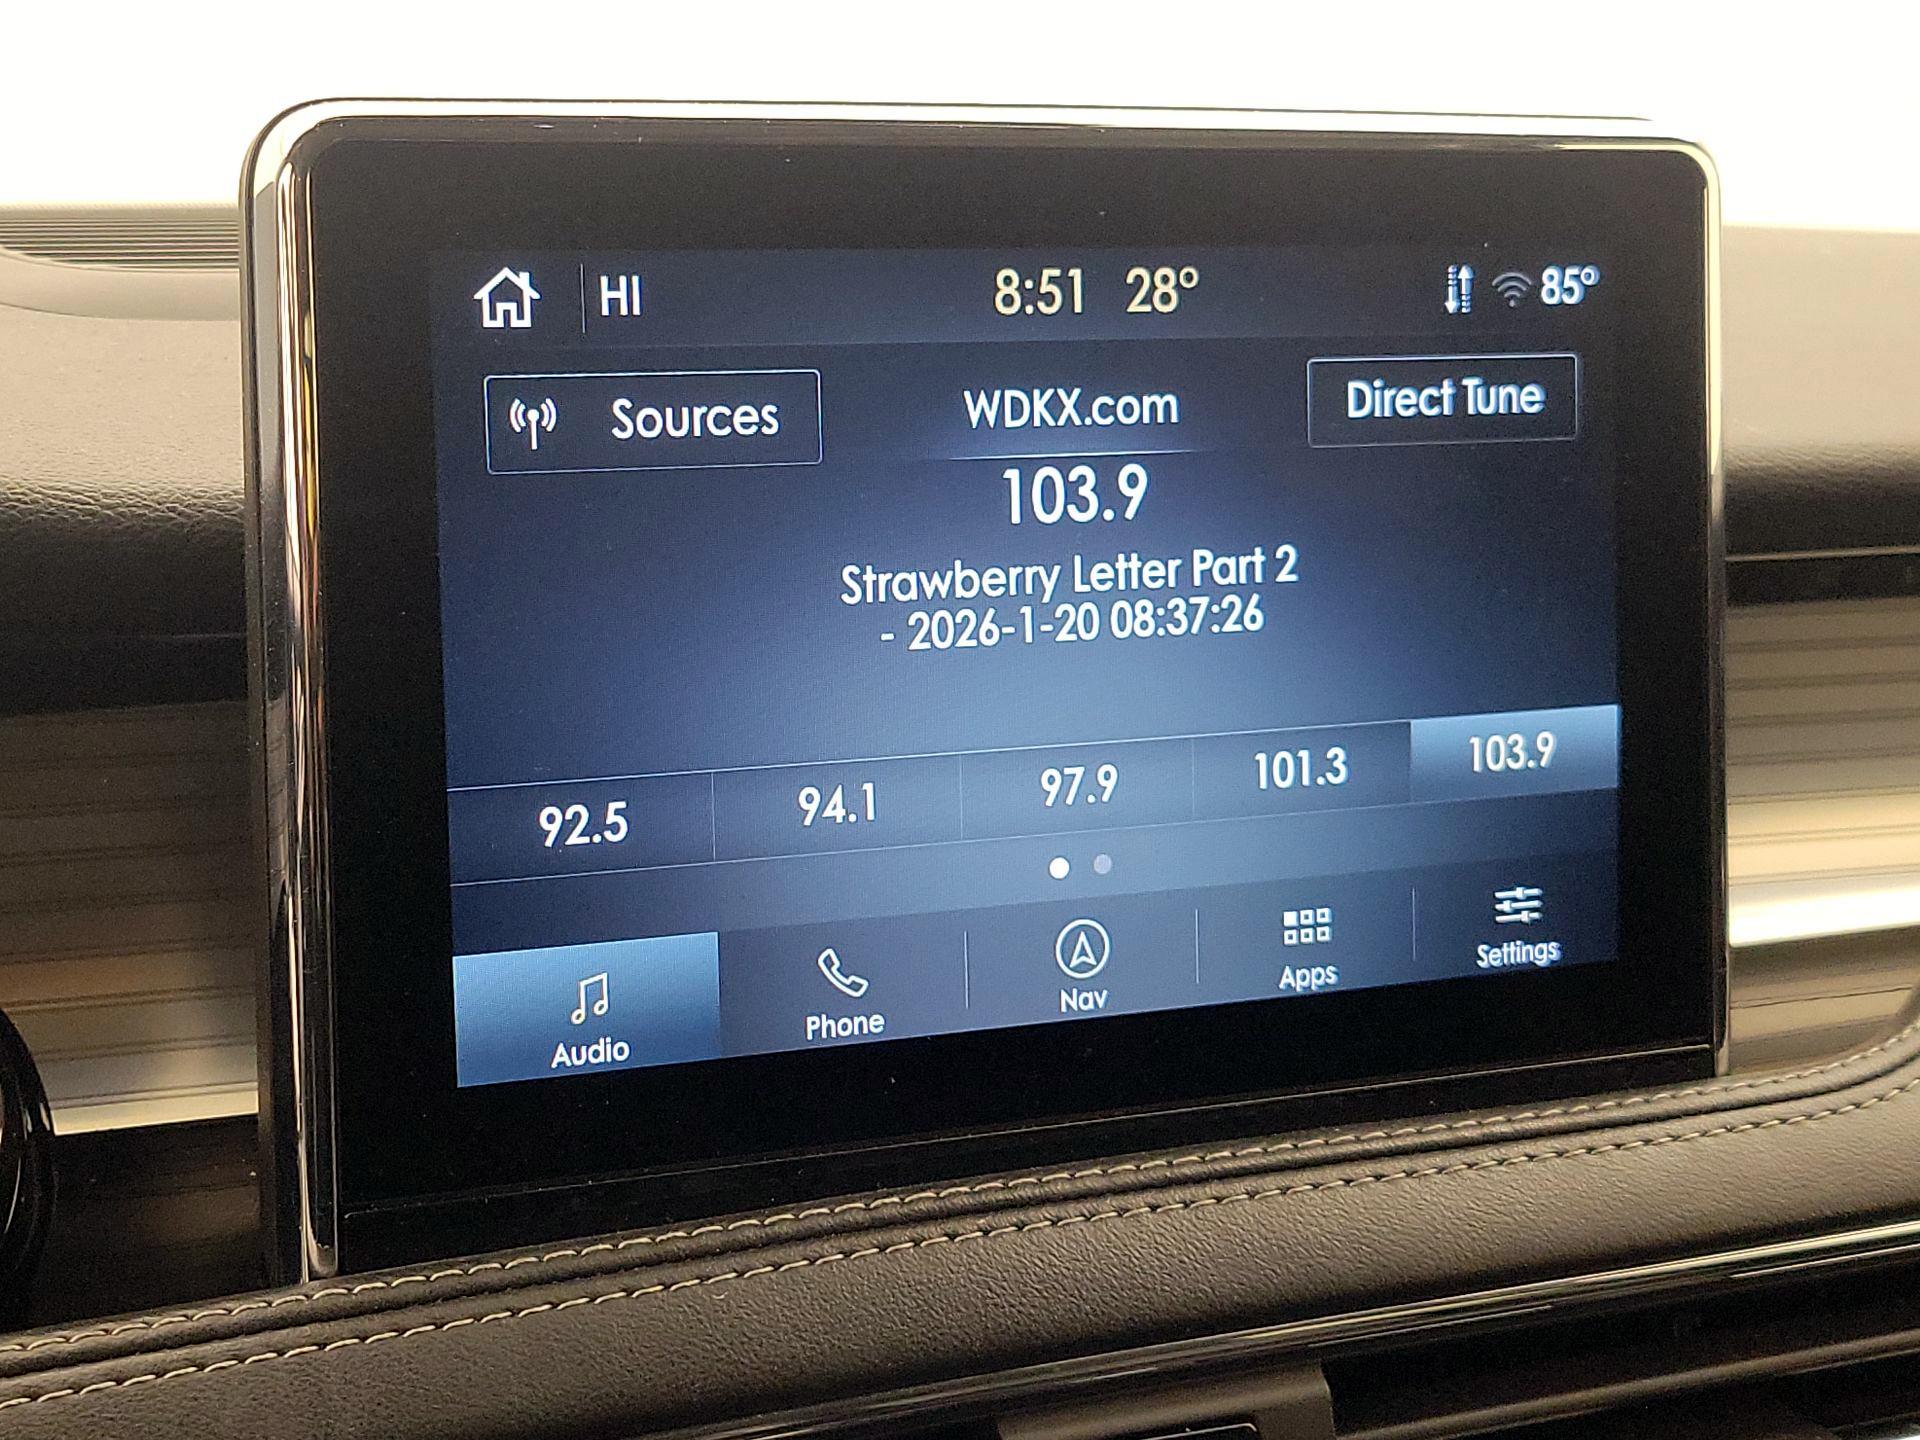 HI 8:51 28° 85°
Sources WDKX.com Direct Tune
103.9
Strawberry Letter Part 2
- 2026-1-20 08:37:26
92.5 94.1 97.9 101.3 103.9
Audio Phone Nav Apps Settings